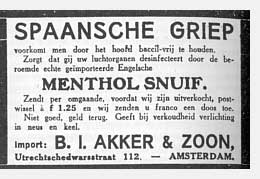 SPAANSCHE GRIEP
voorkomt men door het hoofd baccil-vrij te houden.
Zorgt dat gij uw luchtorganen desinfecteert door de be-
roemde echte geïmporteerde Engelsche
MENTHOL SNUIF.
Zendt per omgaande, voordat wij zijn uitverkocht, post-
wissel à f 1.25 en wij zenden u franco een doos toe.
Niet goed, geld terug. Geeft bij verkoudheid verlichting
in neus en keel.
Import: B. I. AKKER & ZOON,
Utrechtschedwarsstraat 112. — AMSTERDAM.